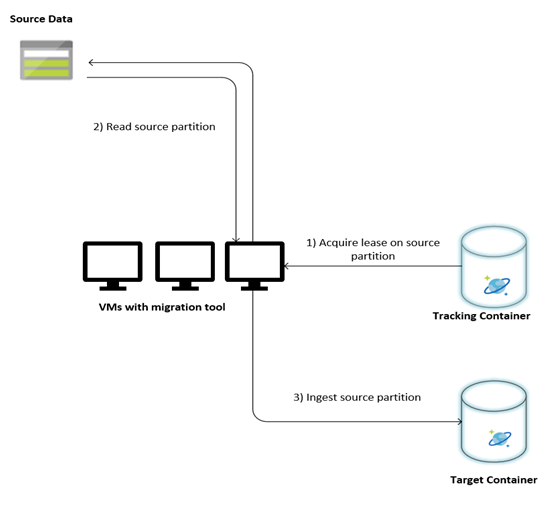 Source Data
2) Read source partition
1) Acquire lease on source
partition
VMs with migration tool
Tracking Container
3) Ingest source partition
Target Container